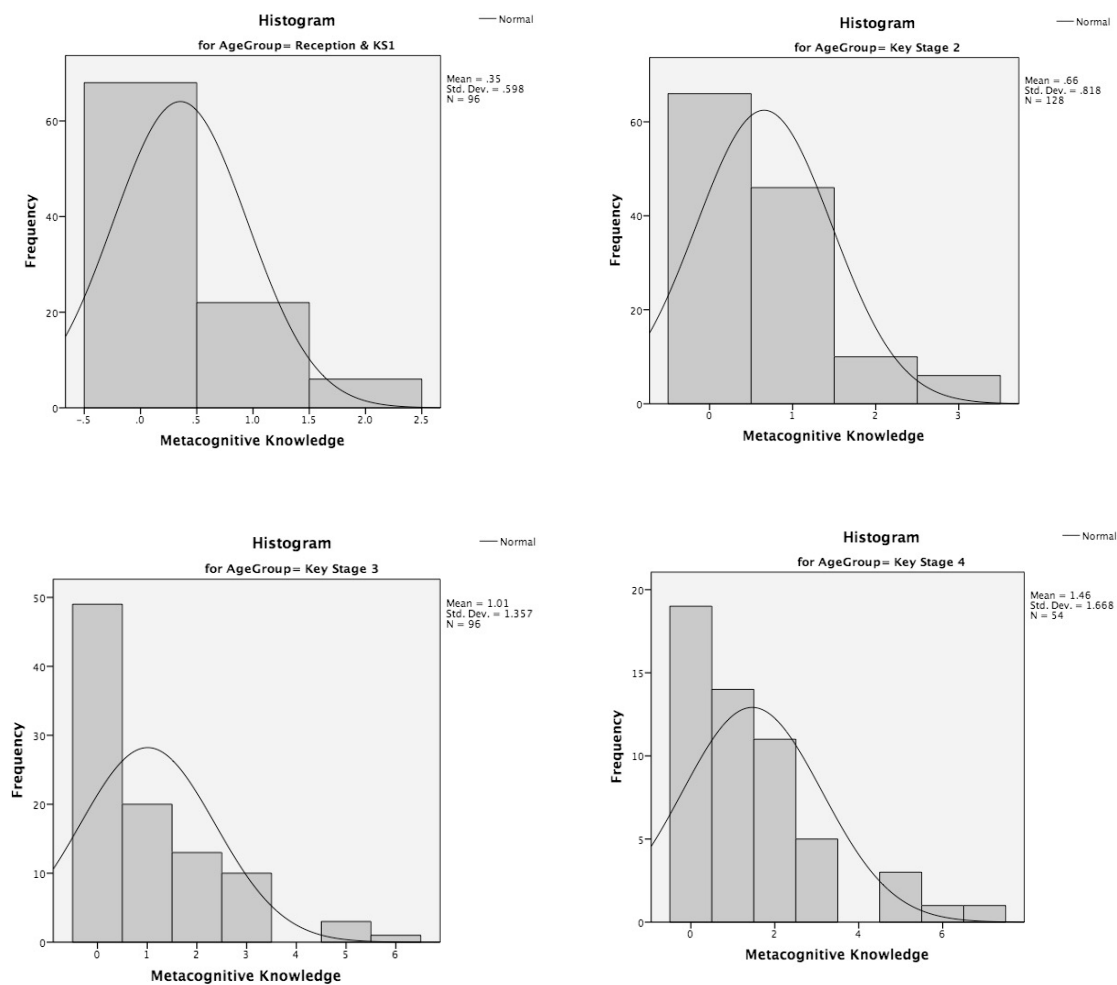 Histogram
— Normal
for AgeGroup= Reception & KS1
Mean = .35
Std. Dev. = .598
N = 96
60
40
20
0
Frequency
-.5 .0 .5 1.0 1.5 2.0 2.5
Metacognitive Knowledge
Histogram
— Normal
for AgeGroup= Key Stage 2
Mean = .66
Std. Dev. = .818
N = 128
60
40
20
0
Frequency
0 1 2 3
Metacognitive Knowledge
Histogram
— Normal
for AgeGroup= Key Stage 3
Mean = 1.01
Std. Dev. = 1.357
N = 96
50
40
30
20
10
0
Frequency
0 1 2 3 4 5 6
Metacognitive Knowledge
Histogram
— Normal
for AgeGroup= Key Stage 4
Mean = 1.46
Std. Dev. = 1.668
N = 54
20
15
10
5
0
Frequency
0 2 4 6
Metacognitive Knowledge